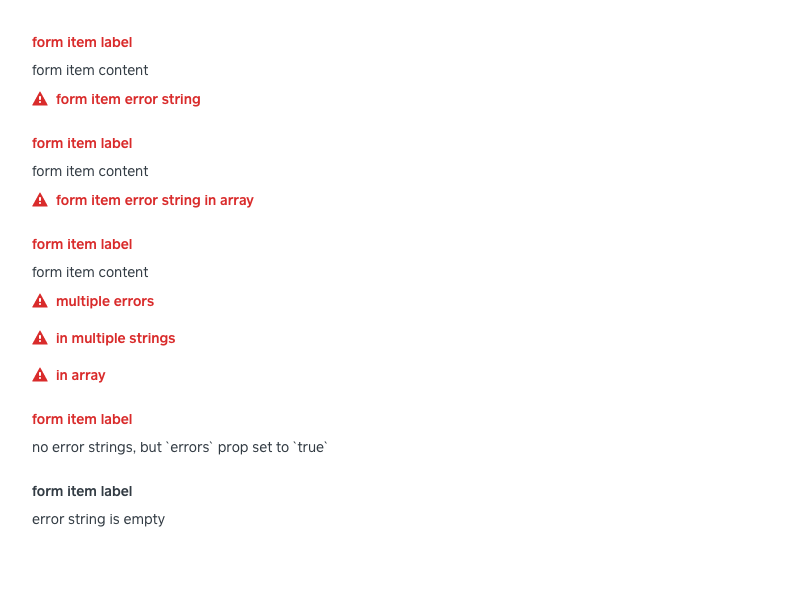 form item label
form item content
form item error string
form item label
form item content
form item error string in array
form item label
form item content
multiple errors
in multiple strings
in array
form item label
no error strings, but `errors` prop set to `true`
form item label
error string is empty